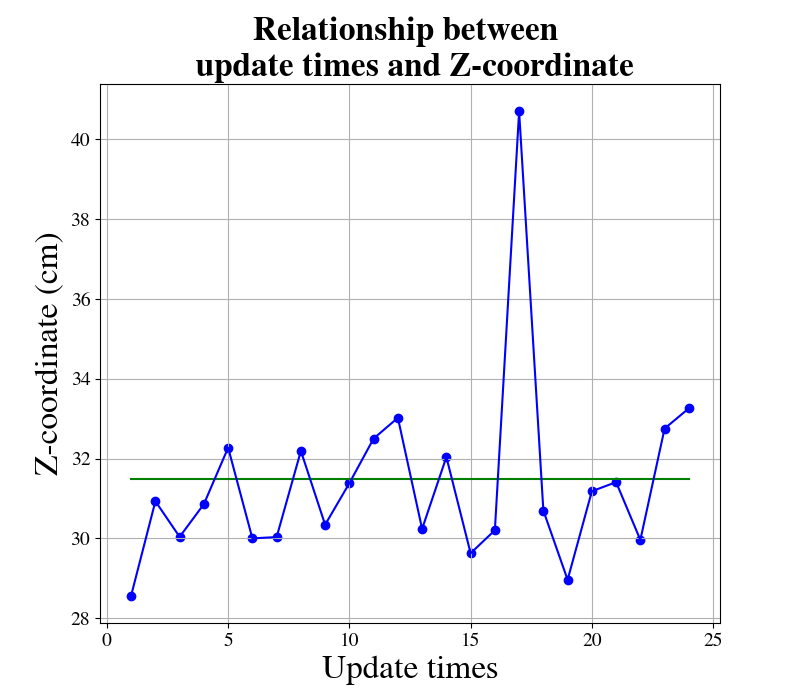 Relationship between
update times and Z-coordinate
Z-coordinate (cm)
40
38
36
34
32
30
28
0 5 10 15 20 25
Update times